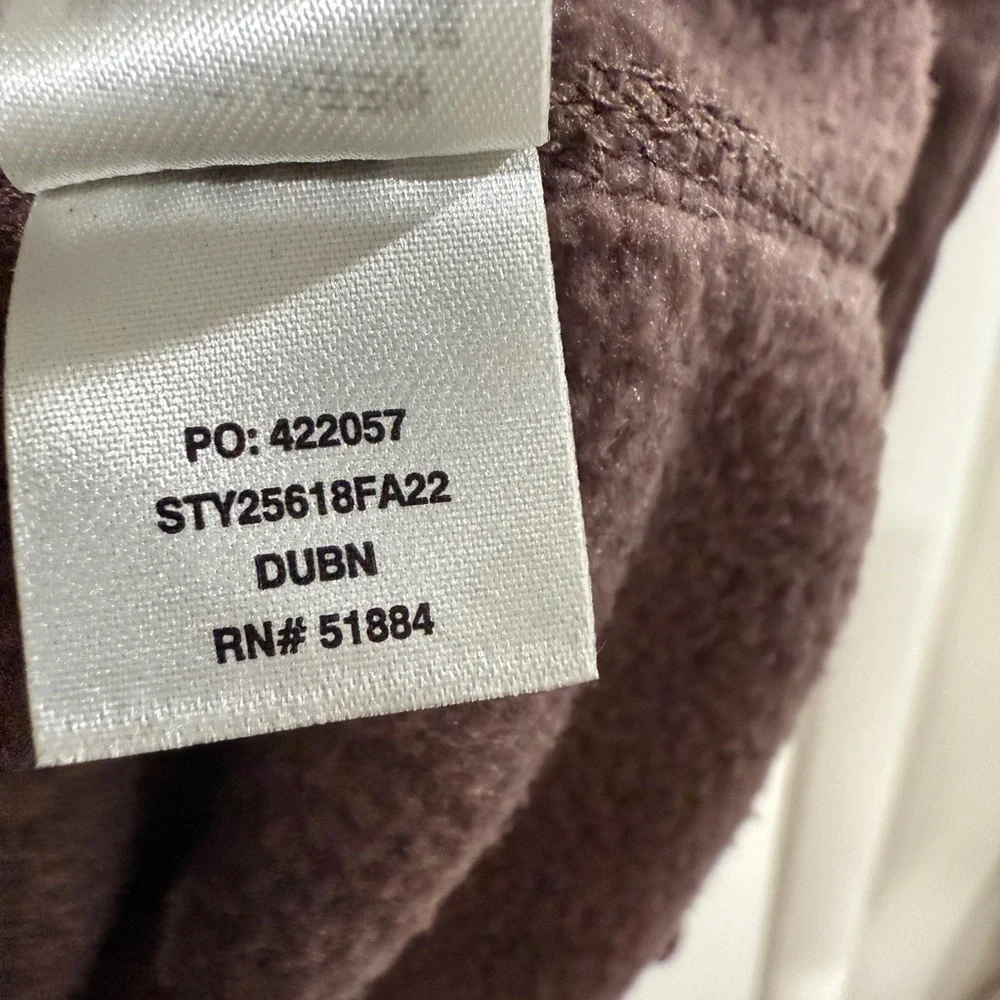 PO: 422057
STY25618FA22
DUBN
RN# 51884